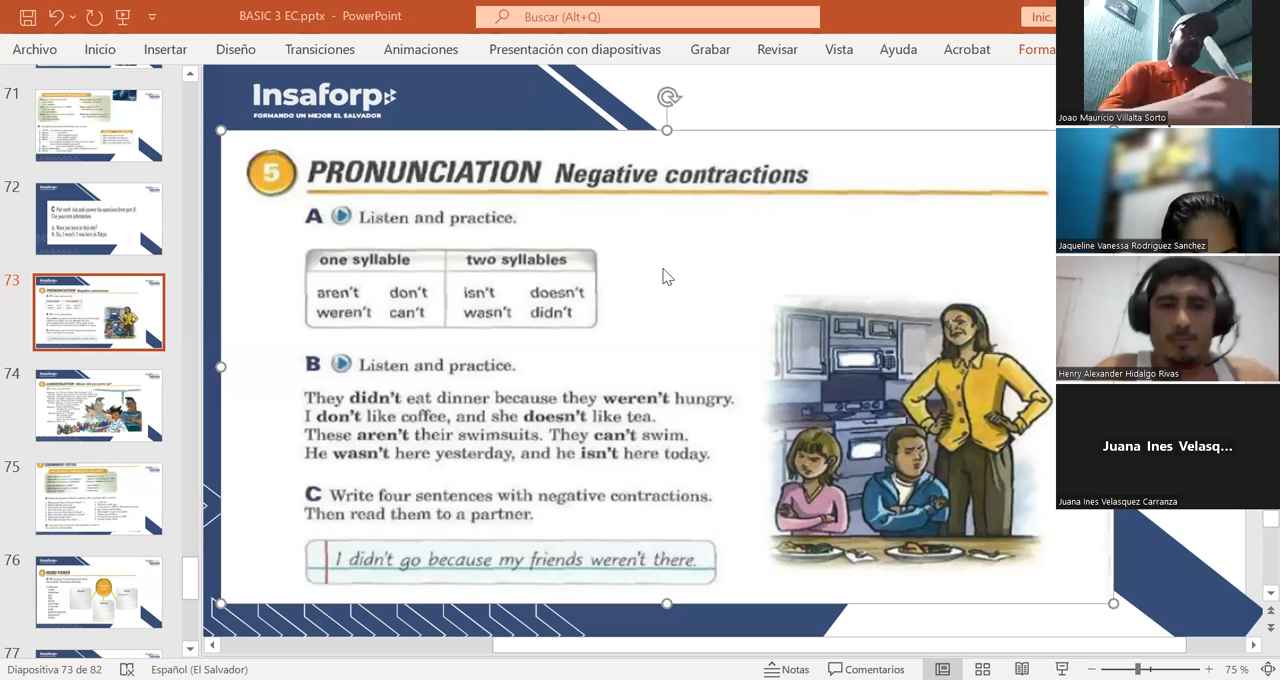 BASIC 3 EC.pptx - PowerPoint
Buscar (Alt+Q)
Inic.
Archivo Inicio Insertar Diseño Transiciones Animaciones Presentación con diapositivas Grabar Revisar Vista Ayuda Acrobat Forma
71
72
73
74
75
76
77
Insaforp
FORMANDO UN MEJOR EL SALVADOR
5 PRONUNCIATION Negative contractions
A Listen and practice.
one syllable two syllables
aren't don't isn't doesn't
weren't can't wasn't didn't
B Listen and practice.
They didn't eat dinner because they weren't hungry.
I don't like coffee, and she doesn't like tea.
These aren't their swimsuits. They can't swim.
He wasn't here yesterday, and he isn't here today.
C Write four sentences with negative contractions.
Then read them to a partner.
I didn't go because my friends weren't there.
Joao Mauricio Villalta Sorto
Jaqueline Vanessa Rodriguez Sanchez
Henry Alexander Hidalgo Rivas
Juana Ines Velasq...
Juana Ines Velasquez Carranza
Diapositiva 73 de 82 Español (El Salvador) Notas Comentarios 75 %